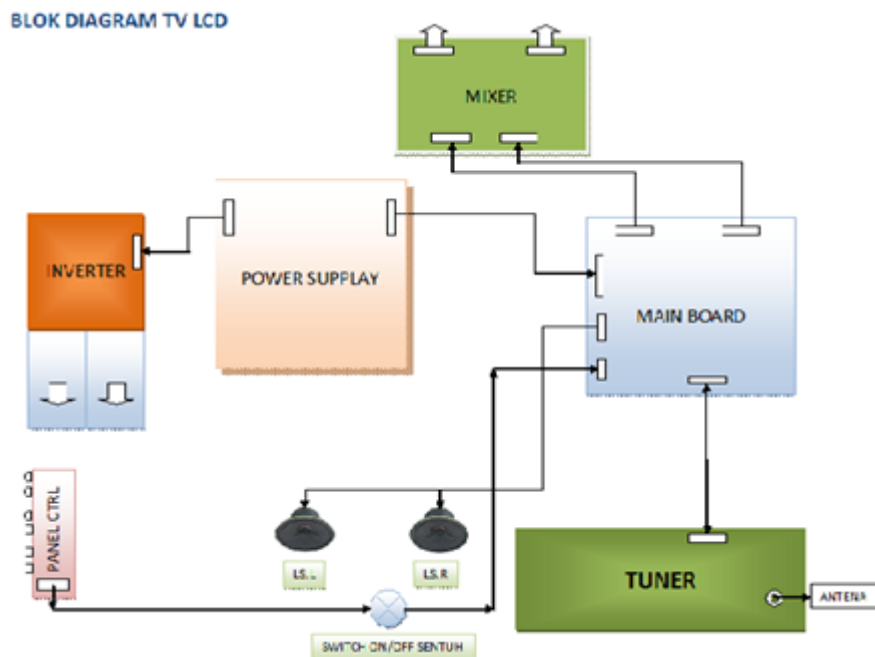 BLOK DIAGRAM TV LCD
MIXER
INVERTER
POWER SUPPLAY
MAIN BOARD
PANEL CTRL
LS.L
LS.R
TUNER
ANTENA
SWITCH ON/OFF SENTUH